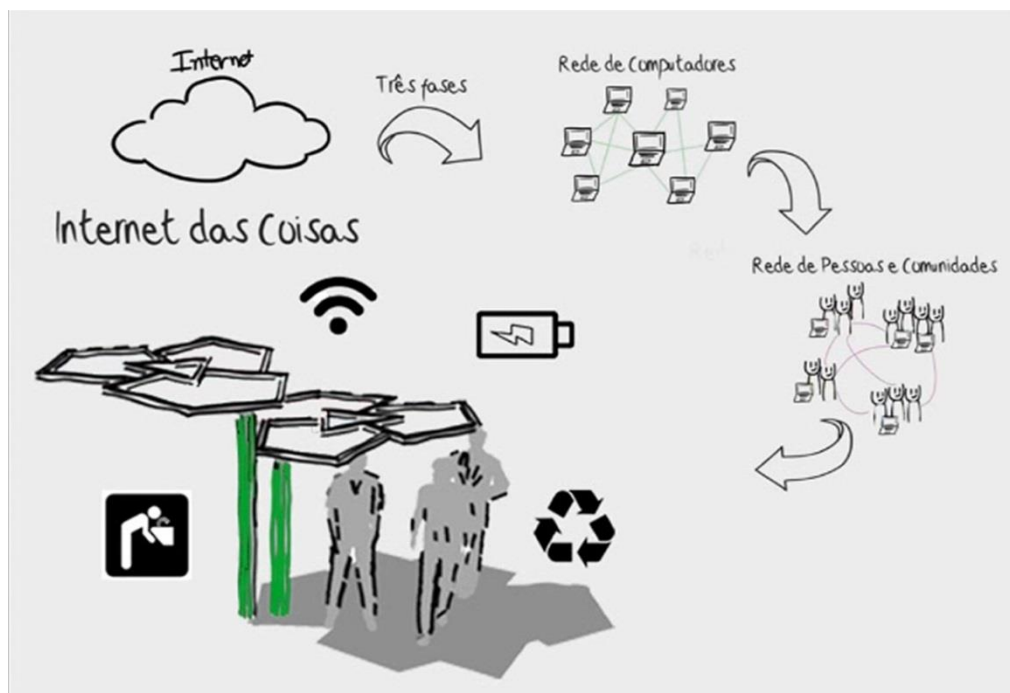 Internet
Três fases
Rede de Computadores
Rede de Pessoas e Comunidades
Internet das Coisas